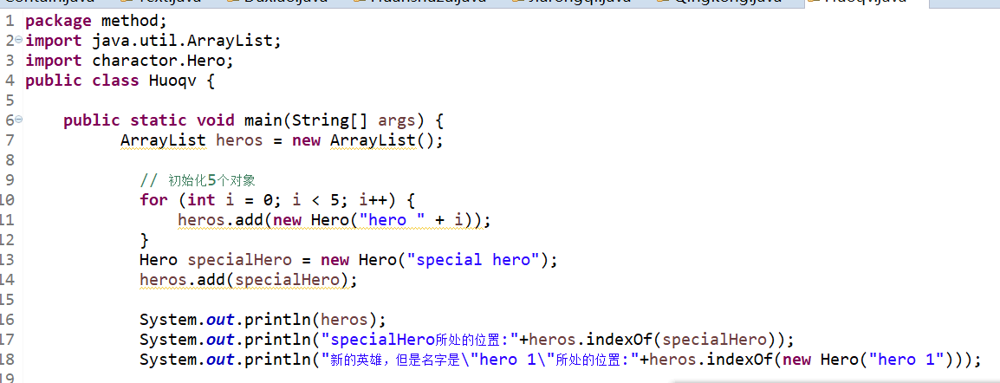 1 package method;
2 import java.util.ArrayList;
3 import charactor.Hero;
4 public class Huoqv {
5
6 public static void main(String[] args) {
7 ArrayList heros = new ArrayList();
8
9 // 初始化5个对象
10 for (int i = 0; i < 5; i++) {
11 heros.add(new Hero("hero " + i));
12 }
13 Hero specialHero = new Hero("special hero");
14 heros.add(specialHero);
15
16 System.out.println(heros);
17 System.out.println("specialHero所处的位置:"+heros.indexOf(specialHero));
18 System.out.println("新的英雄，但是名字是\"hero 1\"所处的位置:"+heros.indexOf(new Hero("hero 1")));
19